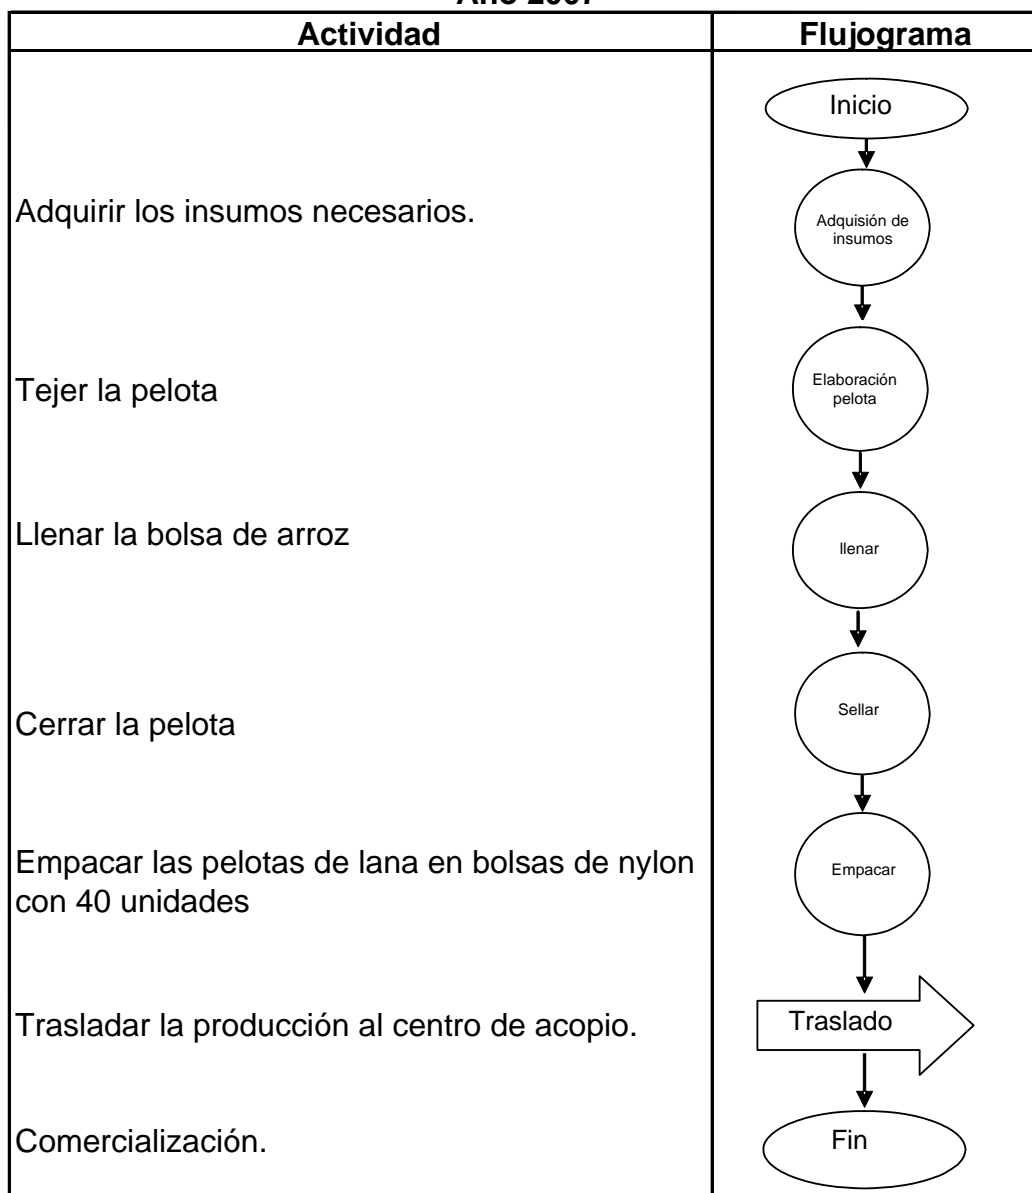 Actividad Flujograma
Inicio
Adquirir los insumos necesarios.
Adquisión de
insumos
Tejer la pelota
Elaboración
pelota
Llenar la bolsa de arroz
llenar
Cerrar la pelota
Sellar
Empacar las pelotas de lana en bolsas de nylon
con 40 unidades
Empacar
Trasladar la producción al centro de acopio.
Traslado
Comercialización.
Fin